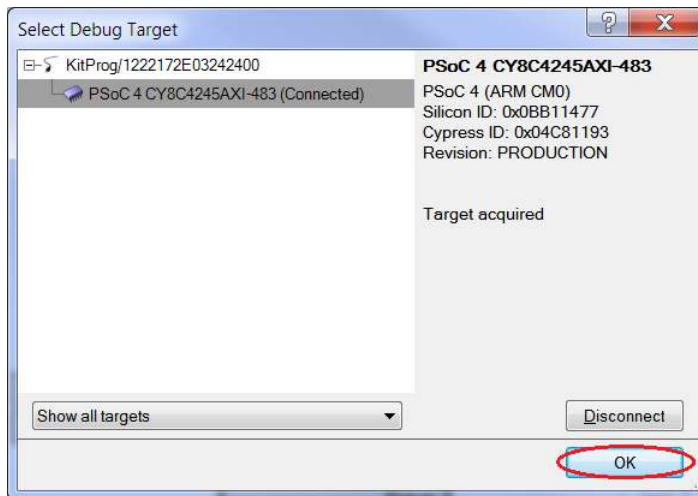 Select Debug Target
KitProg/1222172E03242400
PSoC 4 CY8C4245AXI-483 (Connected)
PSoC 4 CY8C4245AXI-483
PSoC 4 (ARM CM0)
Silicon ID: 0x0BB11477
Cypress ID: 0x04C81193
Revision: PRODUCTION
Target acquired
Show all targets
Disconnect
OK